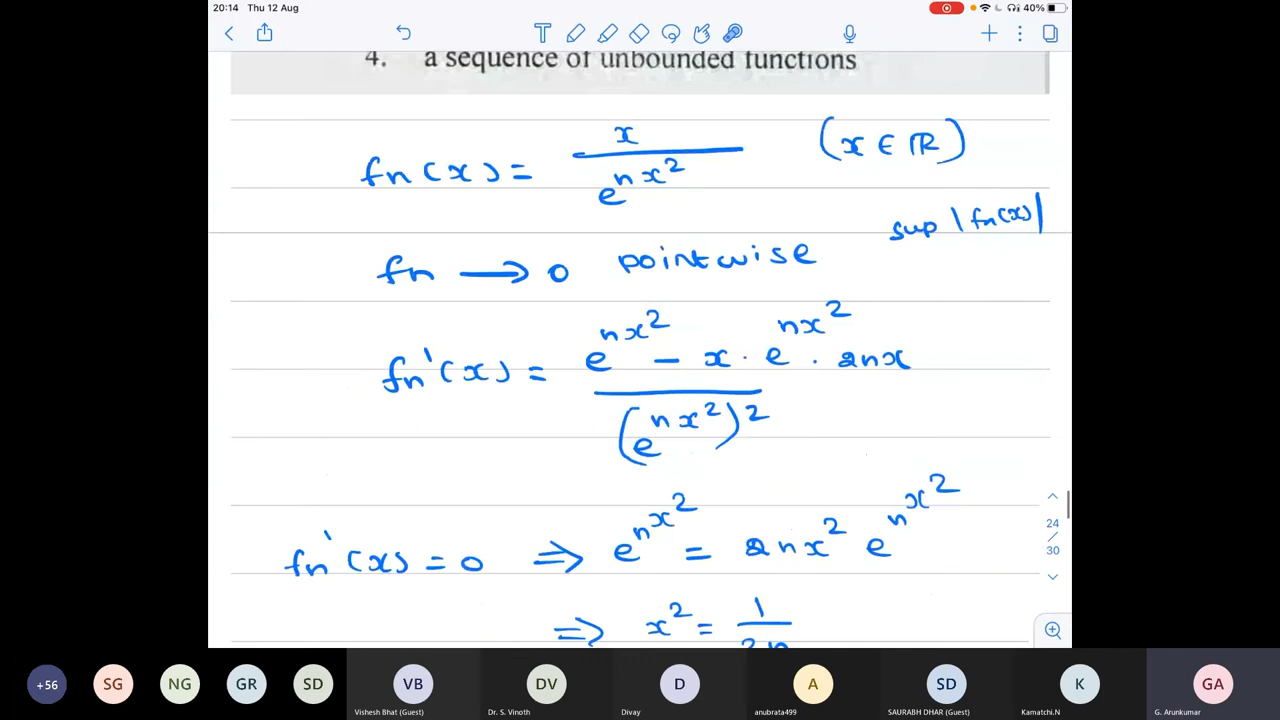 20:14 Thu 12 Aug 40%
4. a sequence of unbounded functions
fn(x) = x / e^{nx^2} (x ∈ ℝ)
sup |fn(x)|
fn → 0 pointwise
fn'(x) = (e^{nx^2} - x · e^{nx^2} · 2nx) / (e^{nx^2})^2
fn'(x) = 0 ⇒ e^{nx^2} = 2nx^2 e^{nx^2}
⇒ x^2 = 1 / 2n
24 / 30
+56 SG NG GR SD VB DV D A SD K GA
Vishesh Bhat (Guest) Dr. S. Vinoth Divay anubrata499 SAURABH DHAR (Guest) Kamatchi.N G. Arunkumar